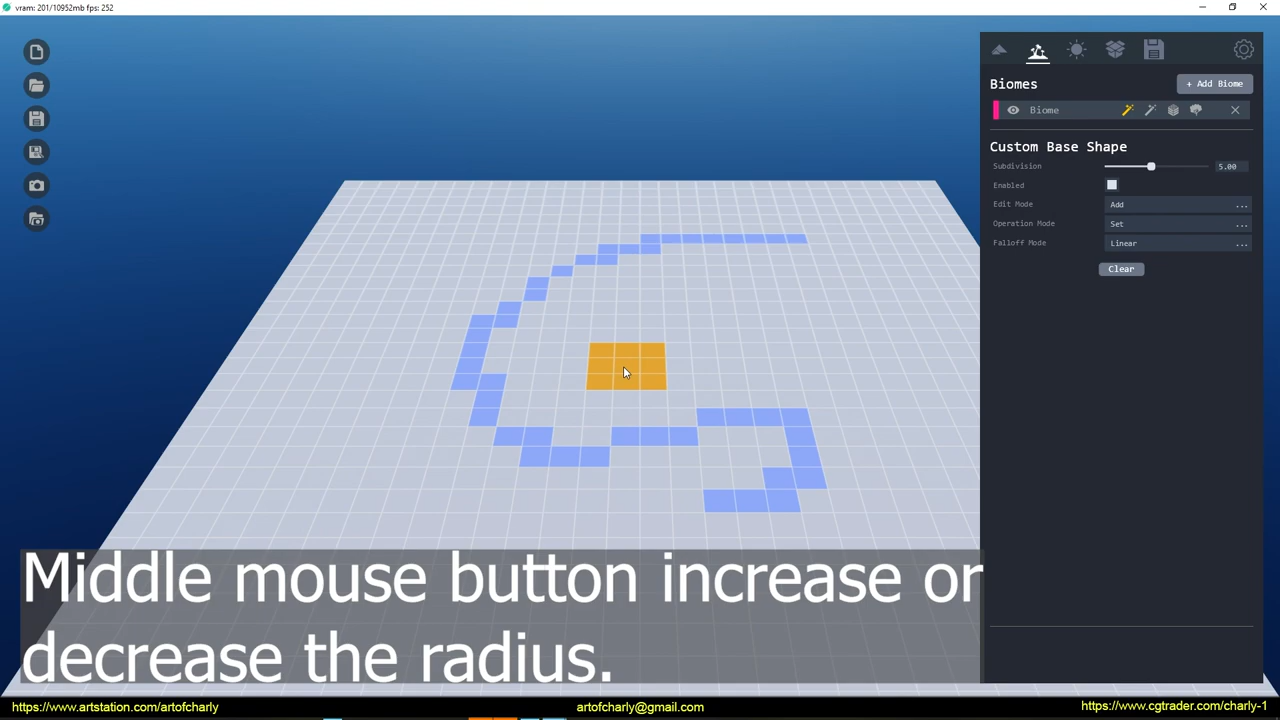 vram: 201/10952mb fps: 252
Biomes
+ Add Biome
Biome
Custom Base Shape
Subdivision 5.00
Enabled
Edit Mode Add ...
Operation Mode Set ...
Falloff Mode Linear ...
Clear
Middle mouse button increase or
decrease the radius.
https://www.artstation.com/artofcharly artofcharly@gmail.com https://www.cgtrader.com/charly-1